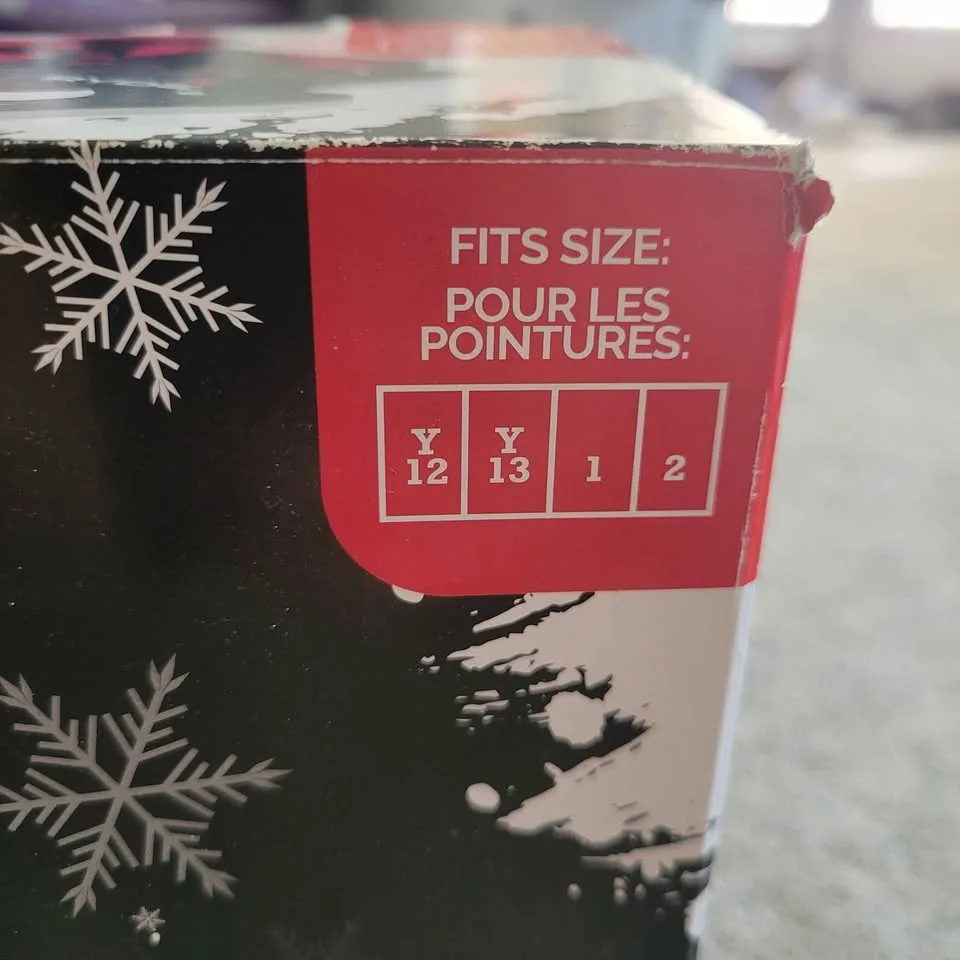 FITS SIZE:
POUR LES
POINTURES:
Y Y
12 13 1 2